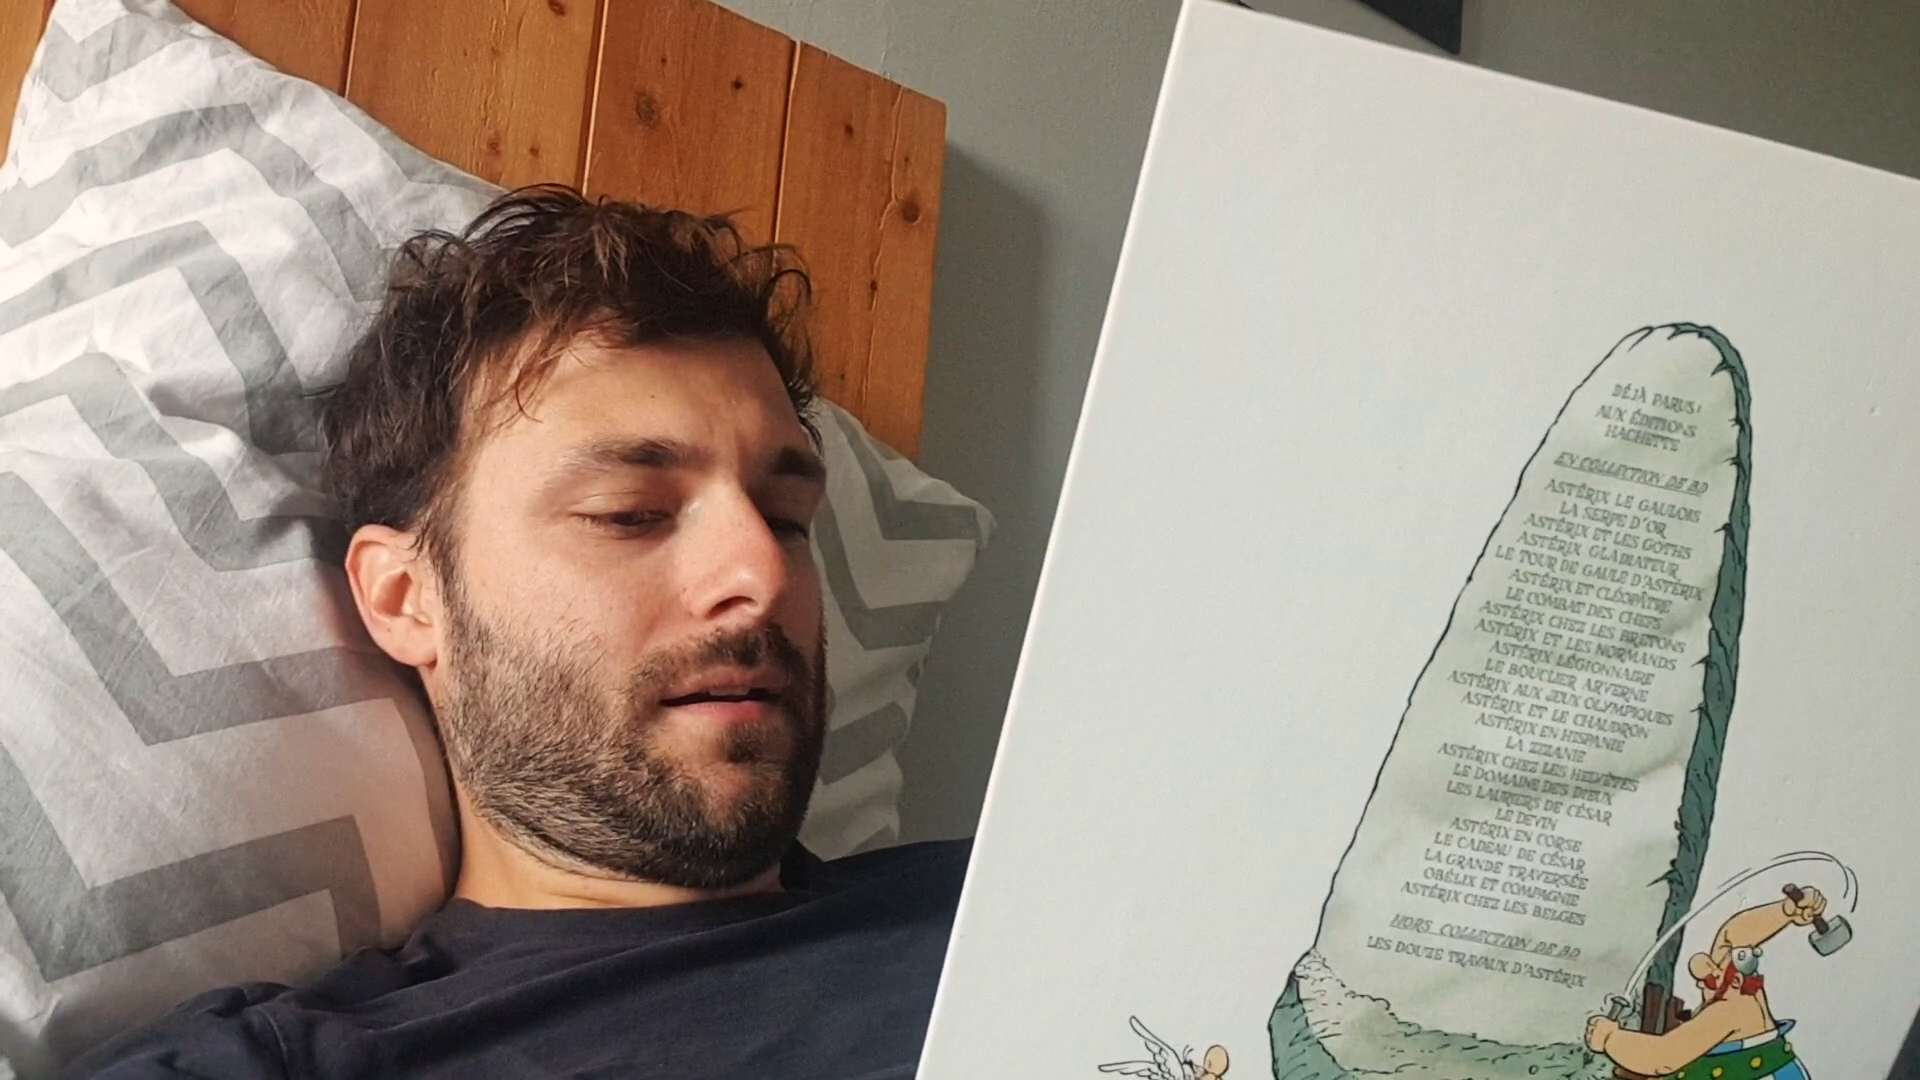 DÉJÀ PARUS:
AUX ÉDITIONS
HACHETTE
EN COLLECTION DE BD
ASTÉRIX LE GAULOIS
LA SERPE D'OR
ASTÉRIX ET LES GOTHS
ASTÉRIX GLADIATEUR
LE TOUR DE GAULE D'ASTÉRIX
ASTÉRIX ET CLÉOPÂTRE
LE COMBAT DES CHEFS
ASTÉRIX CHEZ LES BRETONS
ASTÉRIX ET LES NORMANDS
ASTÉRIX LÉGIONNAIRE
LE BOUCLIER ARVERNE
ASTÉRIX AUX JEUX OLYMPIQUES
ASTÉRIX ET LE CHAUDRON
ASTÉRIX EN HISPANIE
LA ZIZANIE
ASTÉRIX CHEZ LES HELVÈTES
LE DOMAINE DES DIEUX
LES LAURIERS DE CÉSAR
LE DEVIN
ASTÉRIX EN CORSE
LE CADEAU DE CÉSAR
LA GRANDE TRAVERSÉE
OBÉLIX ET COMPAGNIE
ASTÉRIX CHEZ LES BELGES
HORS COLLECTION DE BD
LES DOUZE TRAVAUX D'ASTÉRIX